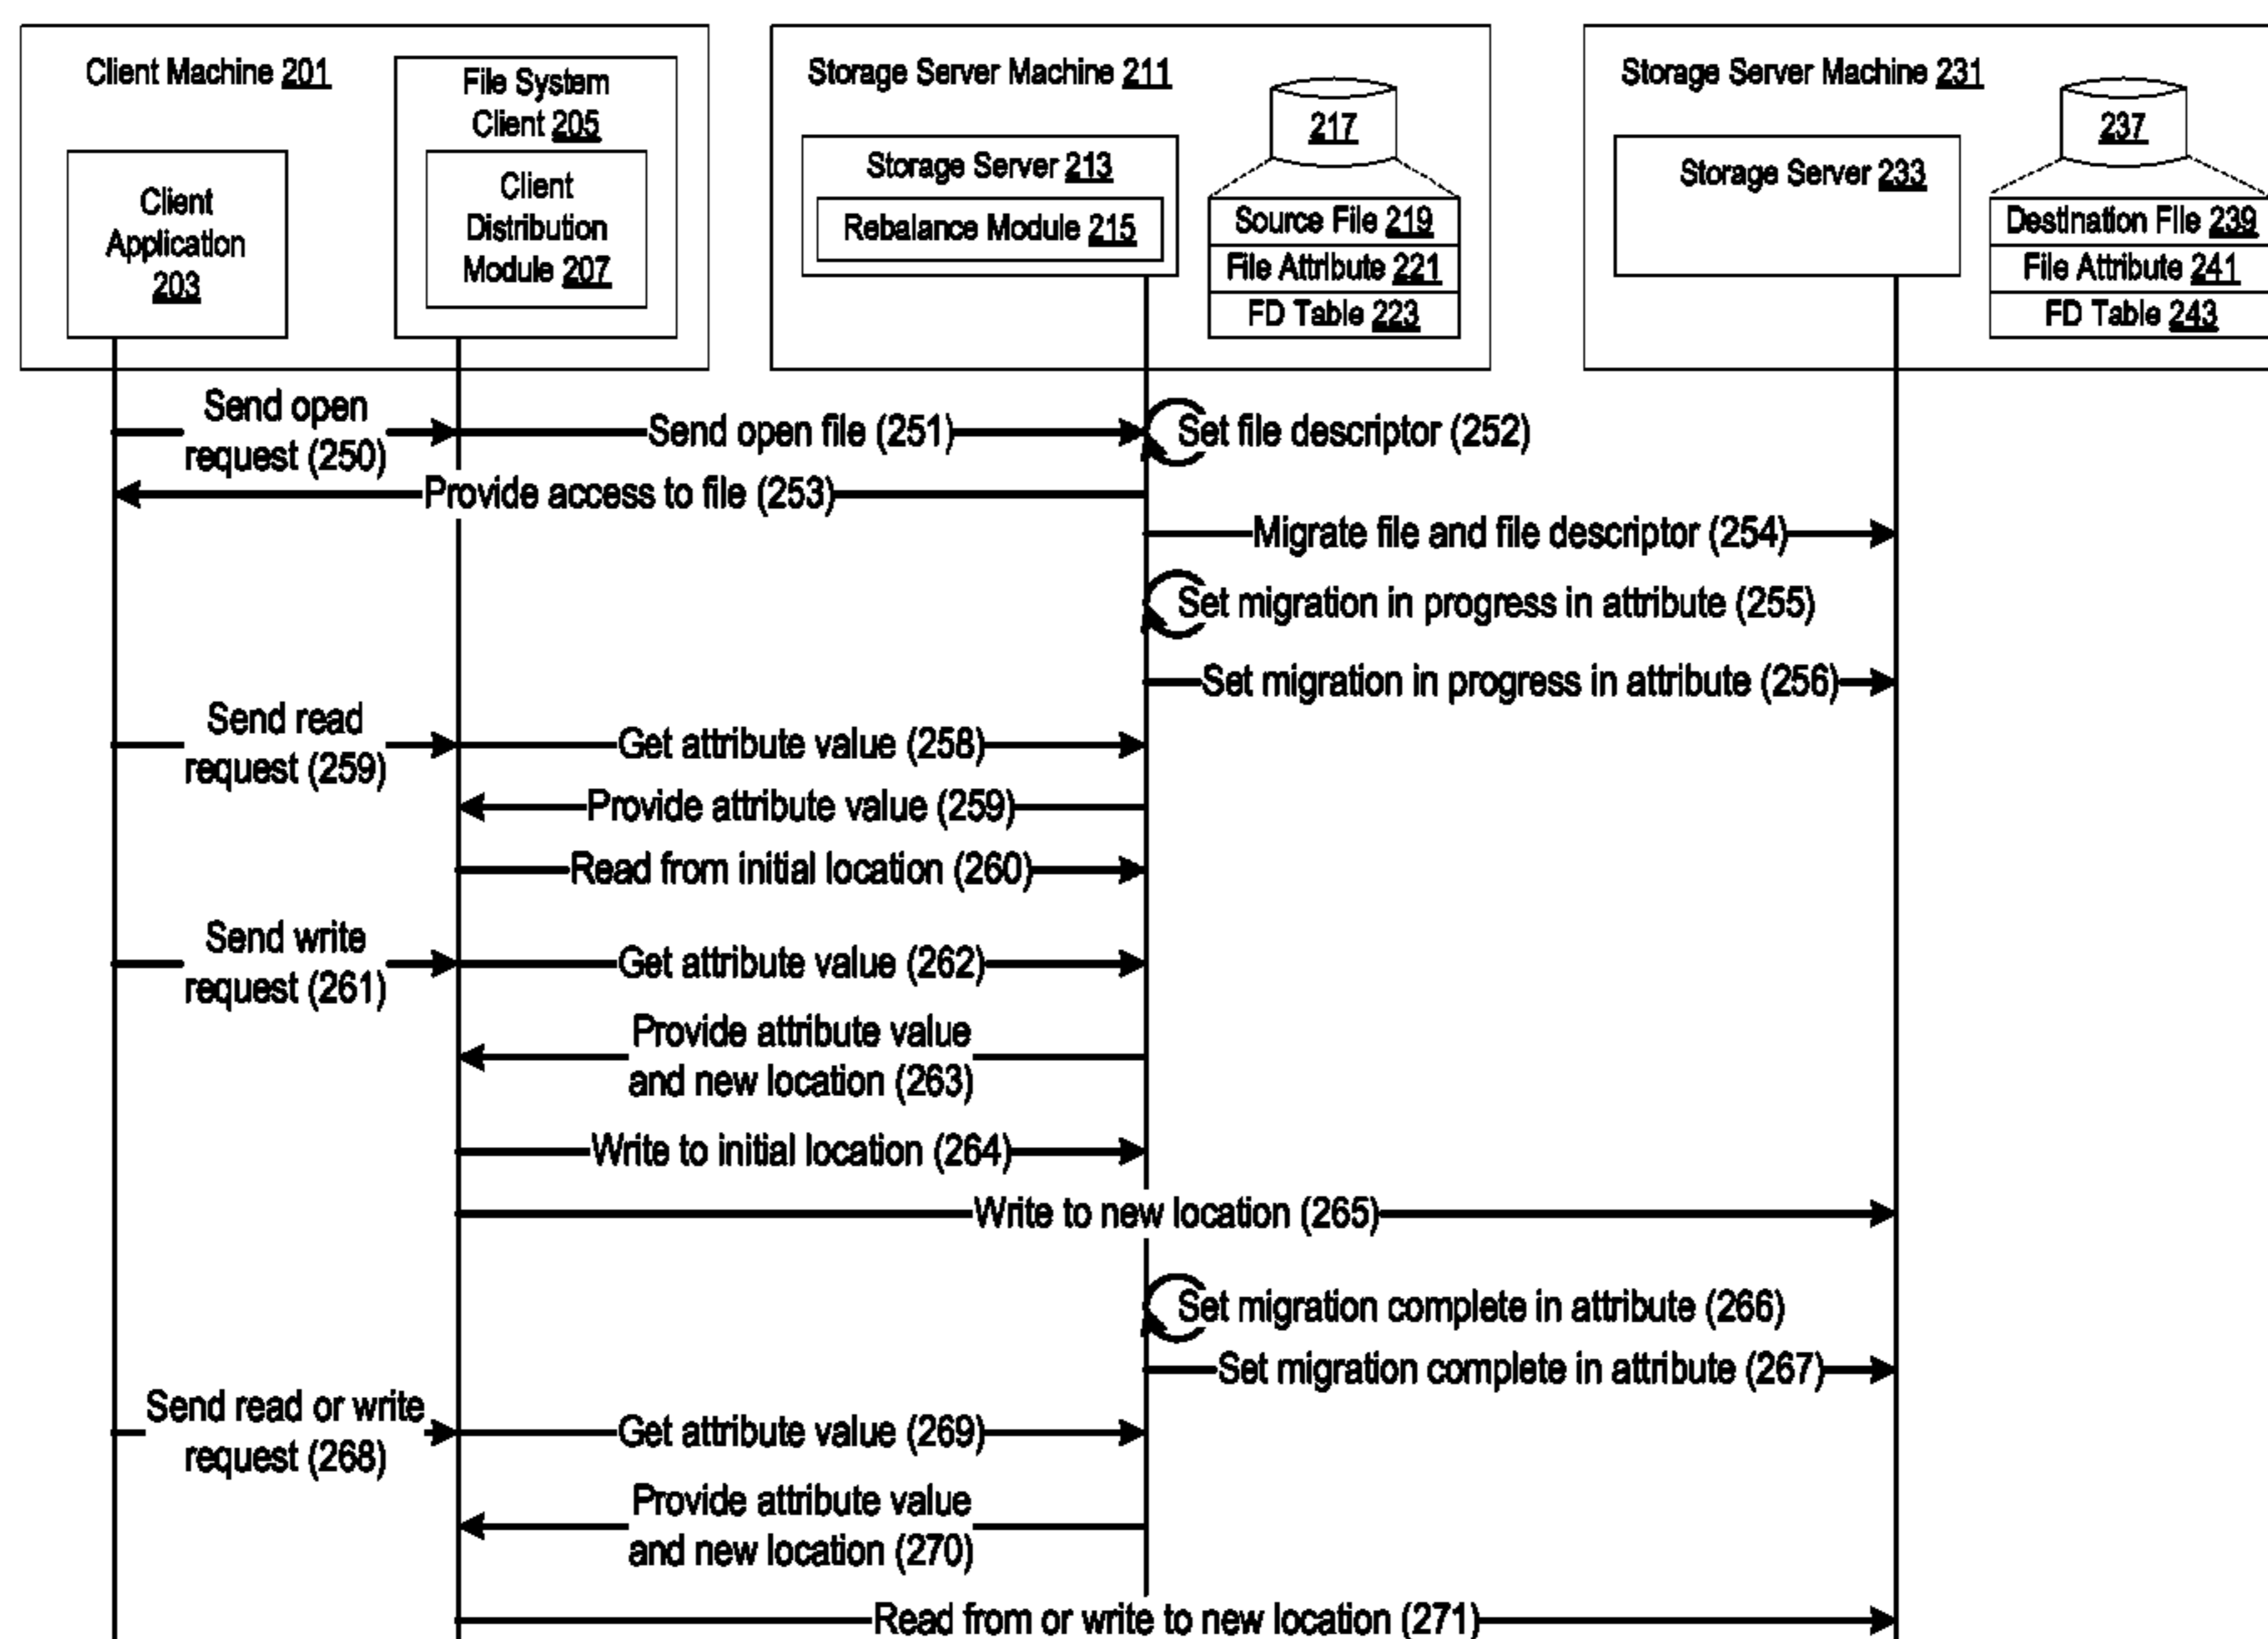 Client Machine 201
Client
Application
203
File System
Client 205
Client
Distribution
Module 207
Storage Server Machine 211
Storage Server 213
Rebalance Module 215
217
Source File 219
File Attribute 221
FD Table 223
Storage Server Machine 231
Storage Server 233
237
Destination File 239
File Attribute 241
FD Table 243
Send open
request (250)
Send open file (251)
Set file descriptor (252)
Provide access to file (253)
Migrate file and file descriptor (254)
Set migration in progress in attribute (255)
Set migration in progress in attribute (256)
Send read
request (259)
Get attribute value (258)
Provide attribute value (259)
Read from initial location (260)
Send write
request (261)
Get attribute value (262)
Provide attribute value
and new location (263)
Write to initial location (264)
Write to new location (265)
Set migration complete in attribute (266)
Set migration complete in attribute (267)
Send read or write
request (268)
Get attribute value (269)
Provide attribute value
and new location (270)
Read from or write to new location (271)